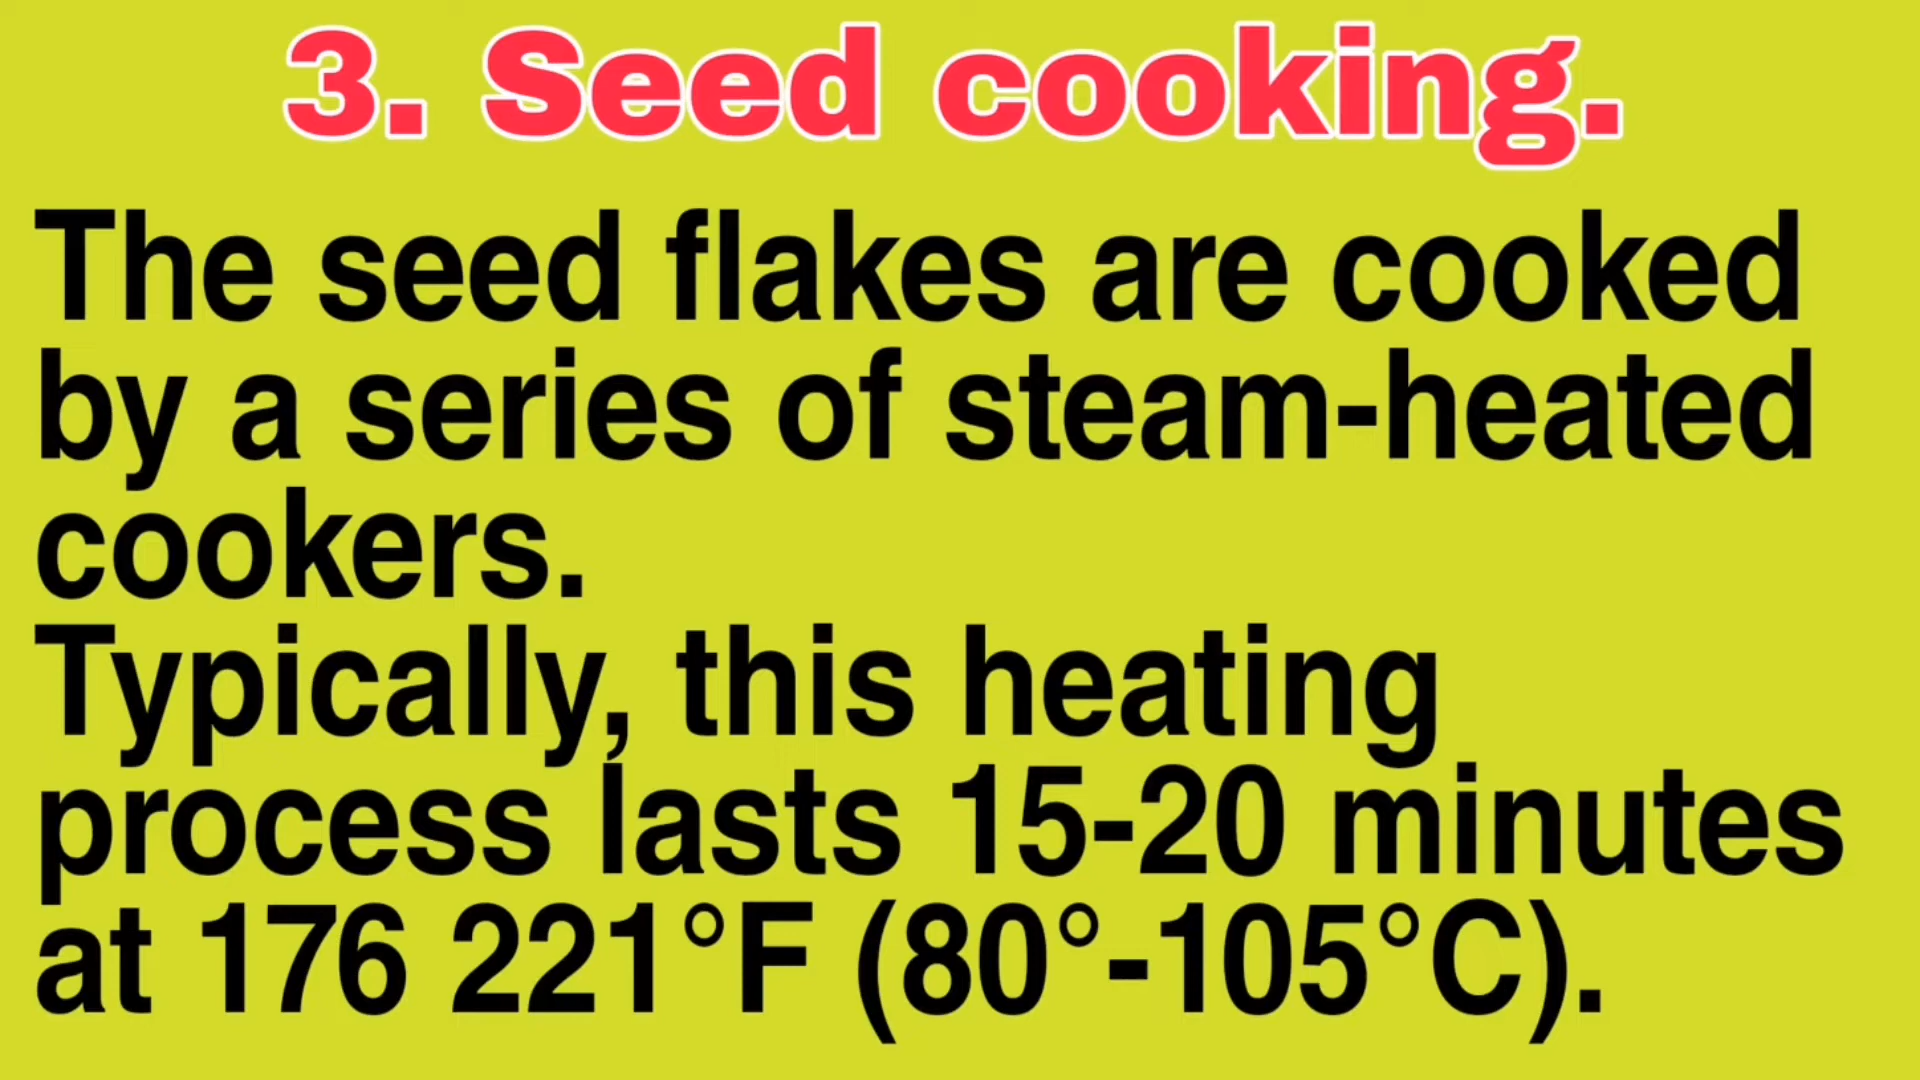 3. Seed cooking.
The seed flakes are cooked
by a series of steam-heated
cookers.
Typically, this heating
process lasts 15-20 minutes
at 176 221°F (80°-105°C).